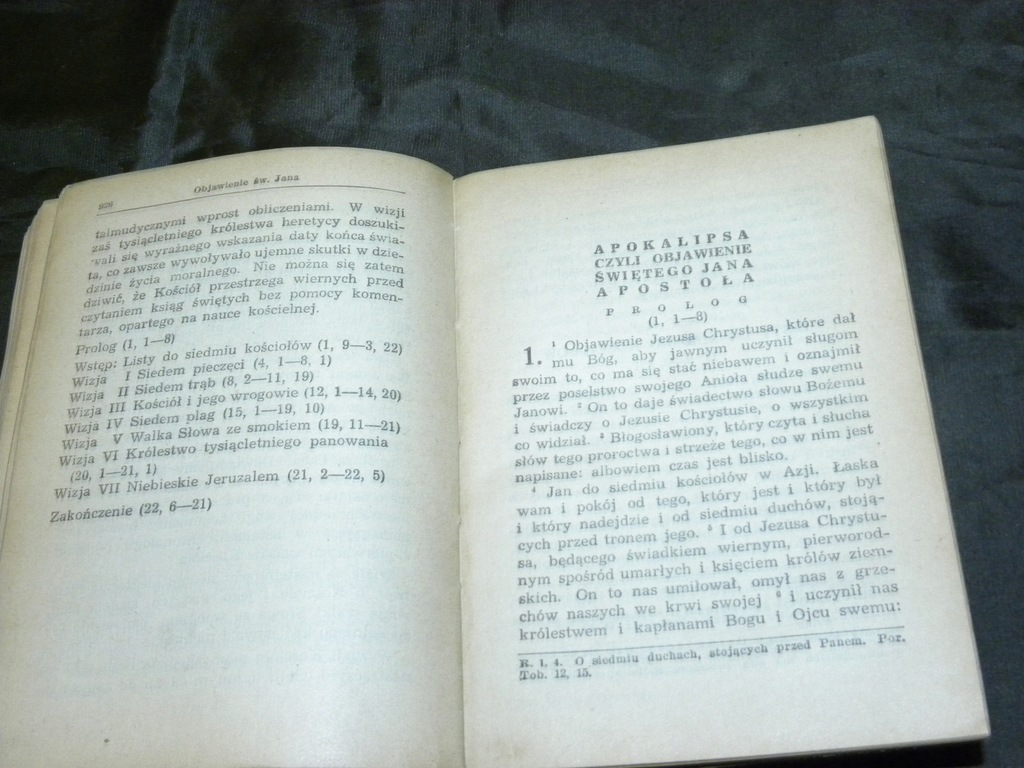 926
Objawienie św. Jana
talmudycznymi wprost obliczeniami. W wizji
zaś tysiącletniego królestwa heretycy doszuki-
wali się wyraźnego wskazania daty końca świa-
ta, co zawsze wywoływało ujemne skutki w dzie-
dzinie życia moralnego. Nie można się zatem
dziwić, że Kościół przestrzega wiernych przed
czytaniem ksiąg świętych bez pomocy komen-
tarza, opartego na nauce kościelnej.
Prolog (1, 1—8)
Wstęp: Listy do siedmiu kościołów (1, 9—3, 22)
Wizja I Siedem pieczęci (4, 1—8, 1)
Wizja II Siedem trąb (8, 2—11, 19)
Wizja III Kościół i jego wrogowie (12, 1—14, 20)
Wizja IV Siedem plag (15, 1—19, 10)
Wizja V Walka Słowa ze smokiem (19, 11—21)
Wizja VI Królestwo tysiącletniego panowania
(20, 1—21, 1)
Wizja VII Niebieskie Jeruzalem (21, 2—22, 5)
Zakończenie (22, 6—21)
APOKALIPSA
CZYLI OBJAWIENIE
ŚWIĘTEGO JANA
APOSTOŁA
PROLOG
(1, 1—8)
1. ¹ Objawienie Jezusa Chrystusa, które dał
mu Bóg, aby jawnym uczynił sługom
swoim to, co ma się stać niebawem i oznajmił
przez poselstwo swojego Anioła słudze swemu
Janowi. ² On to daje świadectwo słowu Bożemu
i świadczy o Jezusie Chrystusie, o wszystkim
co widział. ³ Błogosławiony, który czyta i słucha
słów tego proroctwa i strzeże tego, co w nim jest
napisane: albowiem czas jest blisko.
⁴ Jan do siedmiu kościołów w Azji. Łaska
wam i pokój od tego, który jest i który był
i który nadejdzie i od siedmiu duchów, stoją-
cych przed tronem jego. ⁵ I od Jezusa Chrystu-
sa, będącego świadkiem wiernym, pierworod-
nym spośród umarłych i księciem królów ziem-
skich. On to nas umiłował, omył nas z grze-
chów naszych we krwi swojej ⁶ i uczynił nas
królestwem i kapłanami Bogu i Ojcu swemu:
R. 1, 4. O siedmiu duchach, stojących przed Panem. Por.
Tob. 12, 15.